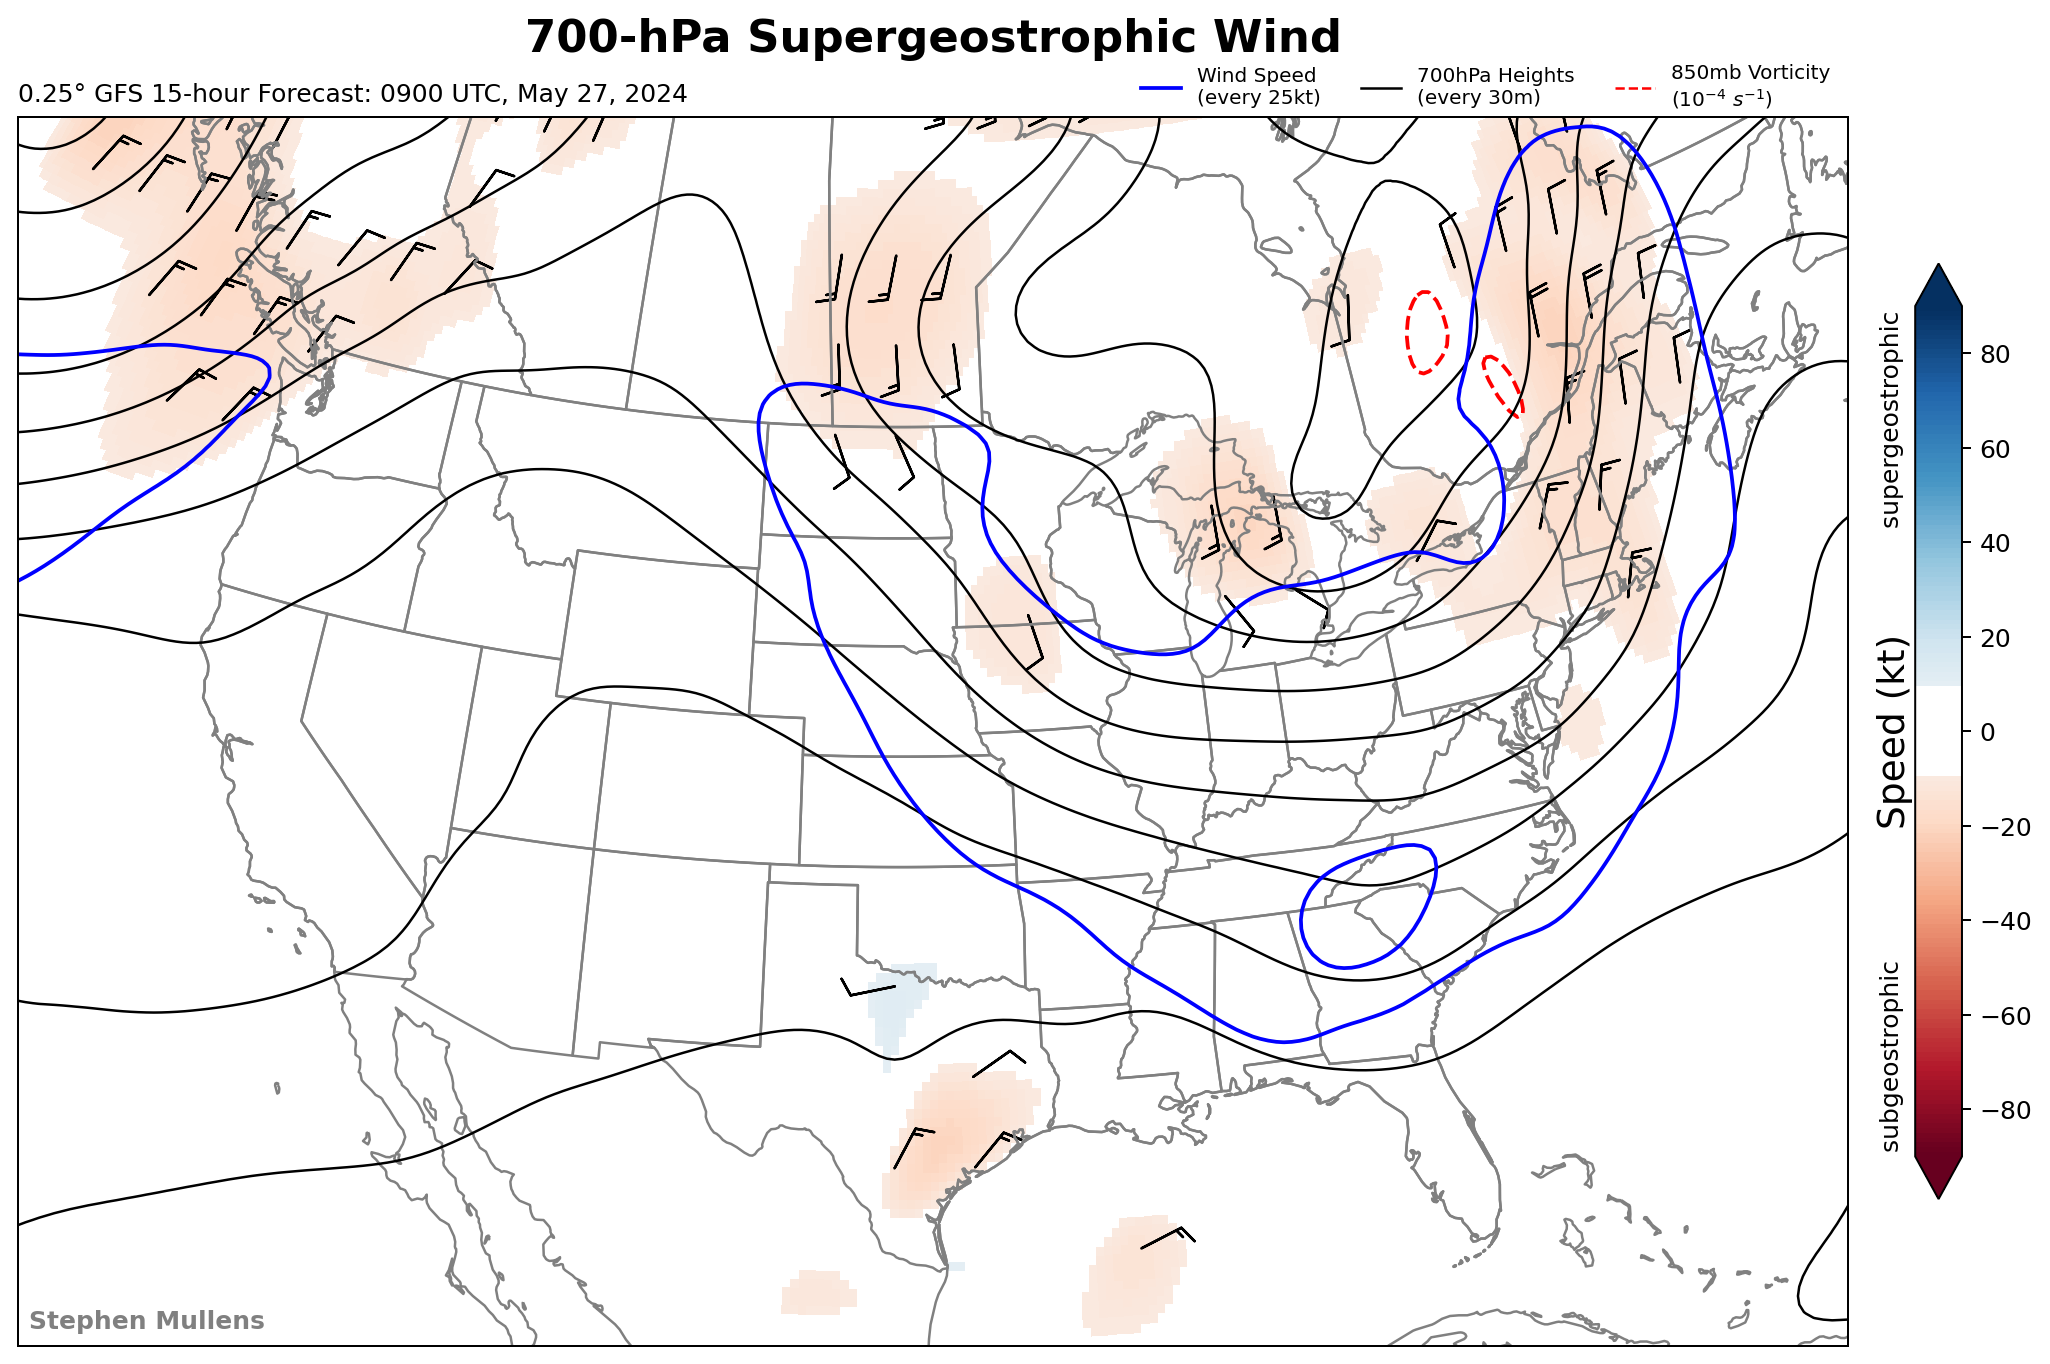 700-hPa Supergeostrophic Wind
0.25° GFS 15-hour Forecast: 0900 UTC, May 27, 2024
Wind Speed
(every 25kt)
700hPa Heights
(every 30m)
850mb Vorticity
(10⁻⁴ s⁻¹)
supergeostrophic
Speed (kt)
subgeostrophic
80
60
40
20
0
−20
−40
−60
−80
Stephen Mullens